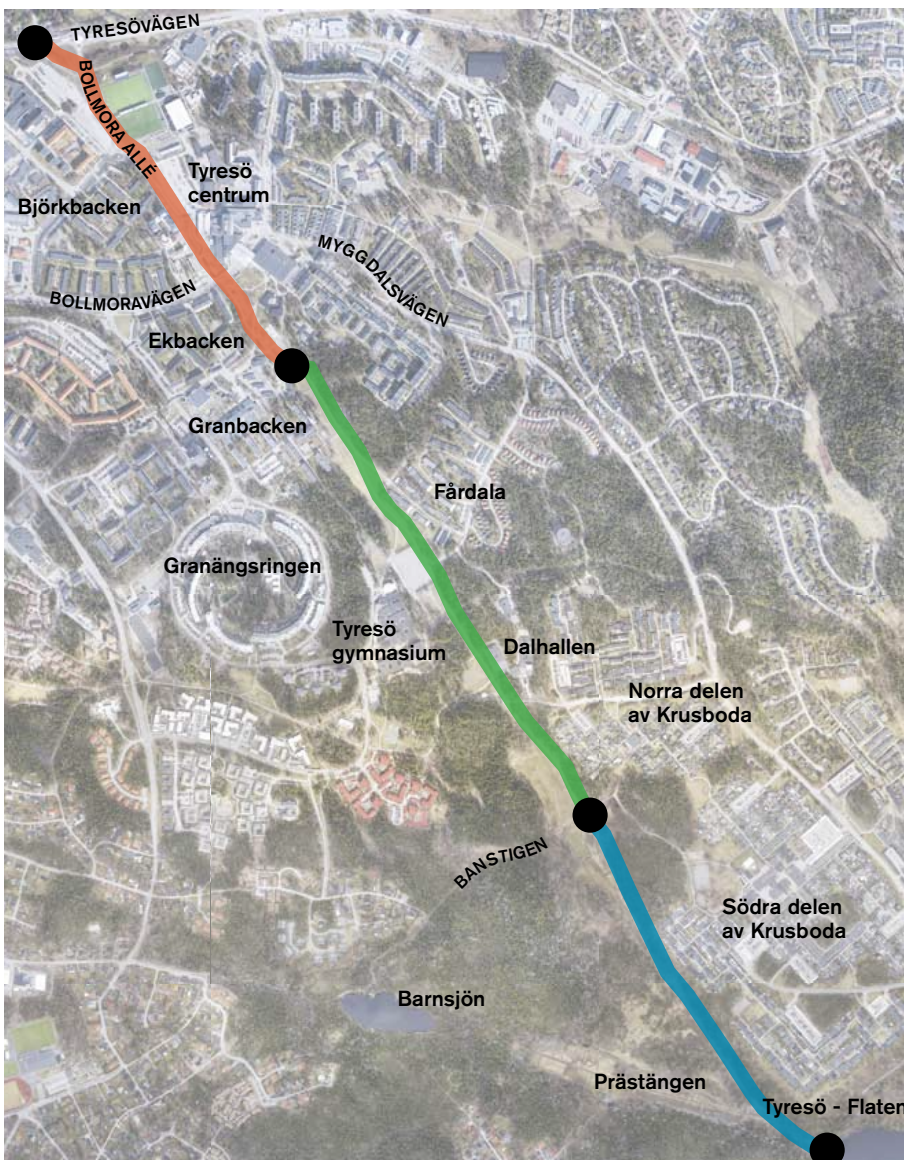 TYRESÖVÄGEN
BOLLMORA ALLÉ
Tyresö
centrum
Björkbacken
MYGGDALSVÄGEN
BOLLMORAVÄGEN
Ekbacken
Granbacken
Fårdala
Granängsringen
Tyresö
gymnasium
Dalhallen
Norra delen
av Krusboda
BANSTIGEN
Södra delen
av Krusboda
Barnsjön
Prästängen
Tyresö - Flaten